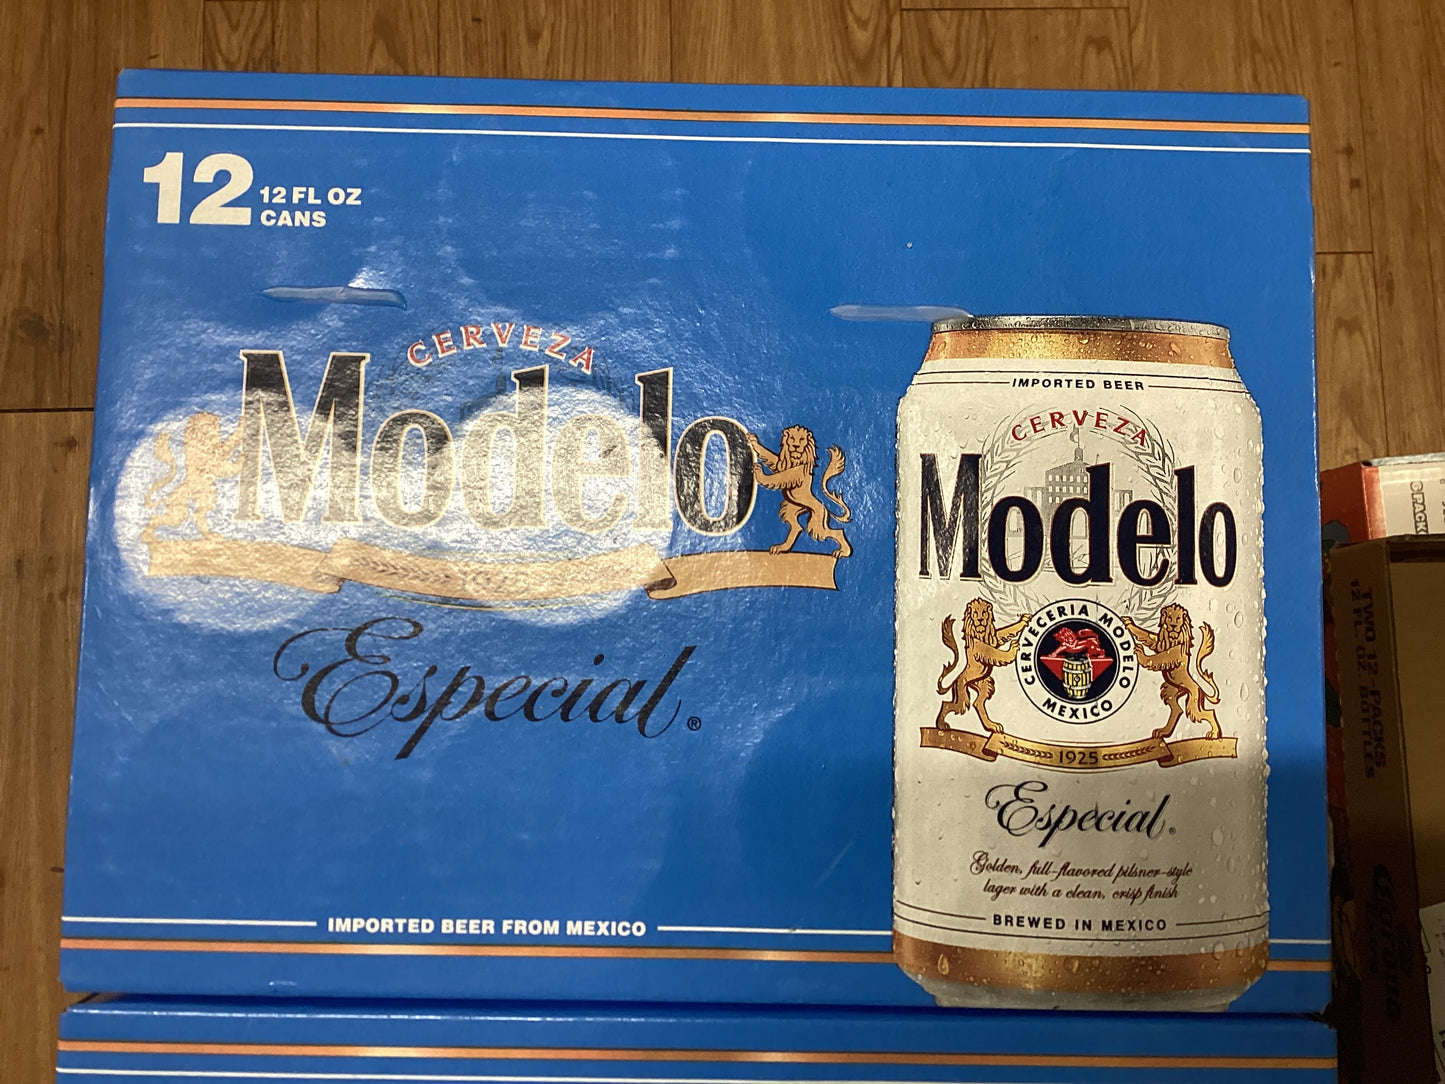 12 12 FL OZ
CANS
CERVEZA
Modelo
Especial®
IMPORTED BEER FROM MEXICO
IMPORTED BEER
CERVEZA
Modelo
CERVECERIA MODELO
MEXICO
1925
Especial®
Golden, full-flavored pilsner-style
lager with a clean, crisp finish
BREWED IN MEXICO
TWO 12-PACKS
12 FL. OZ. BOTTLES